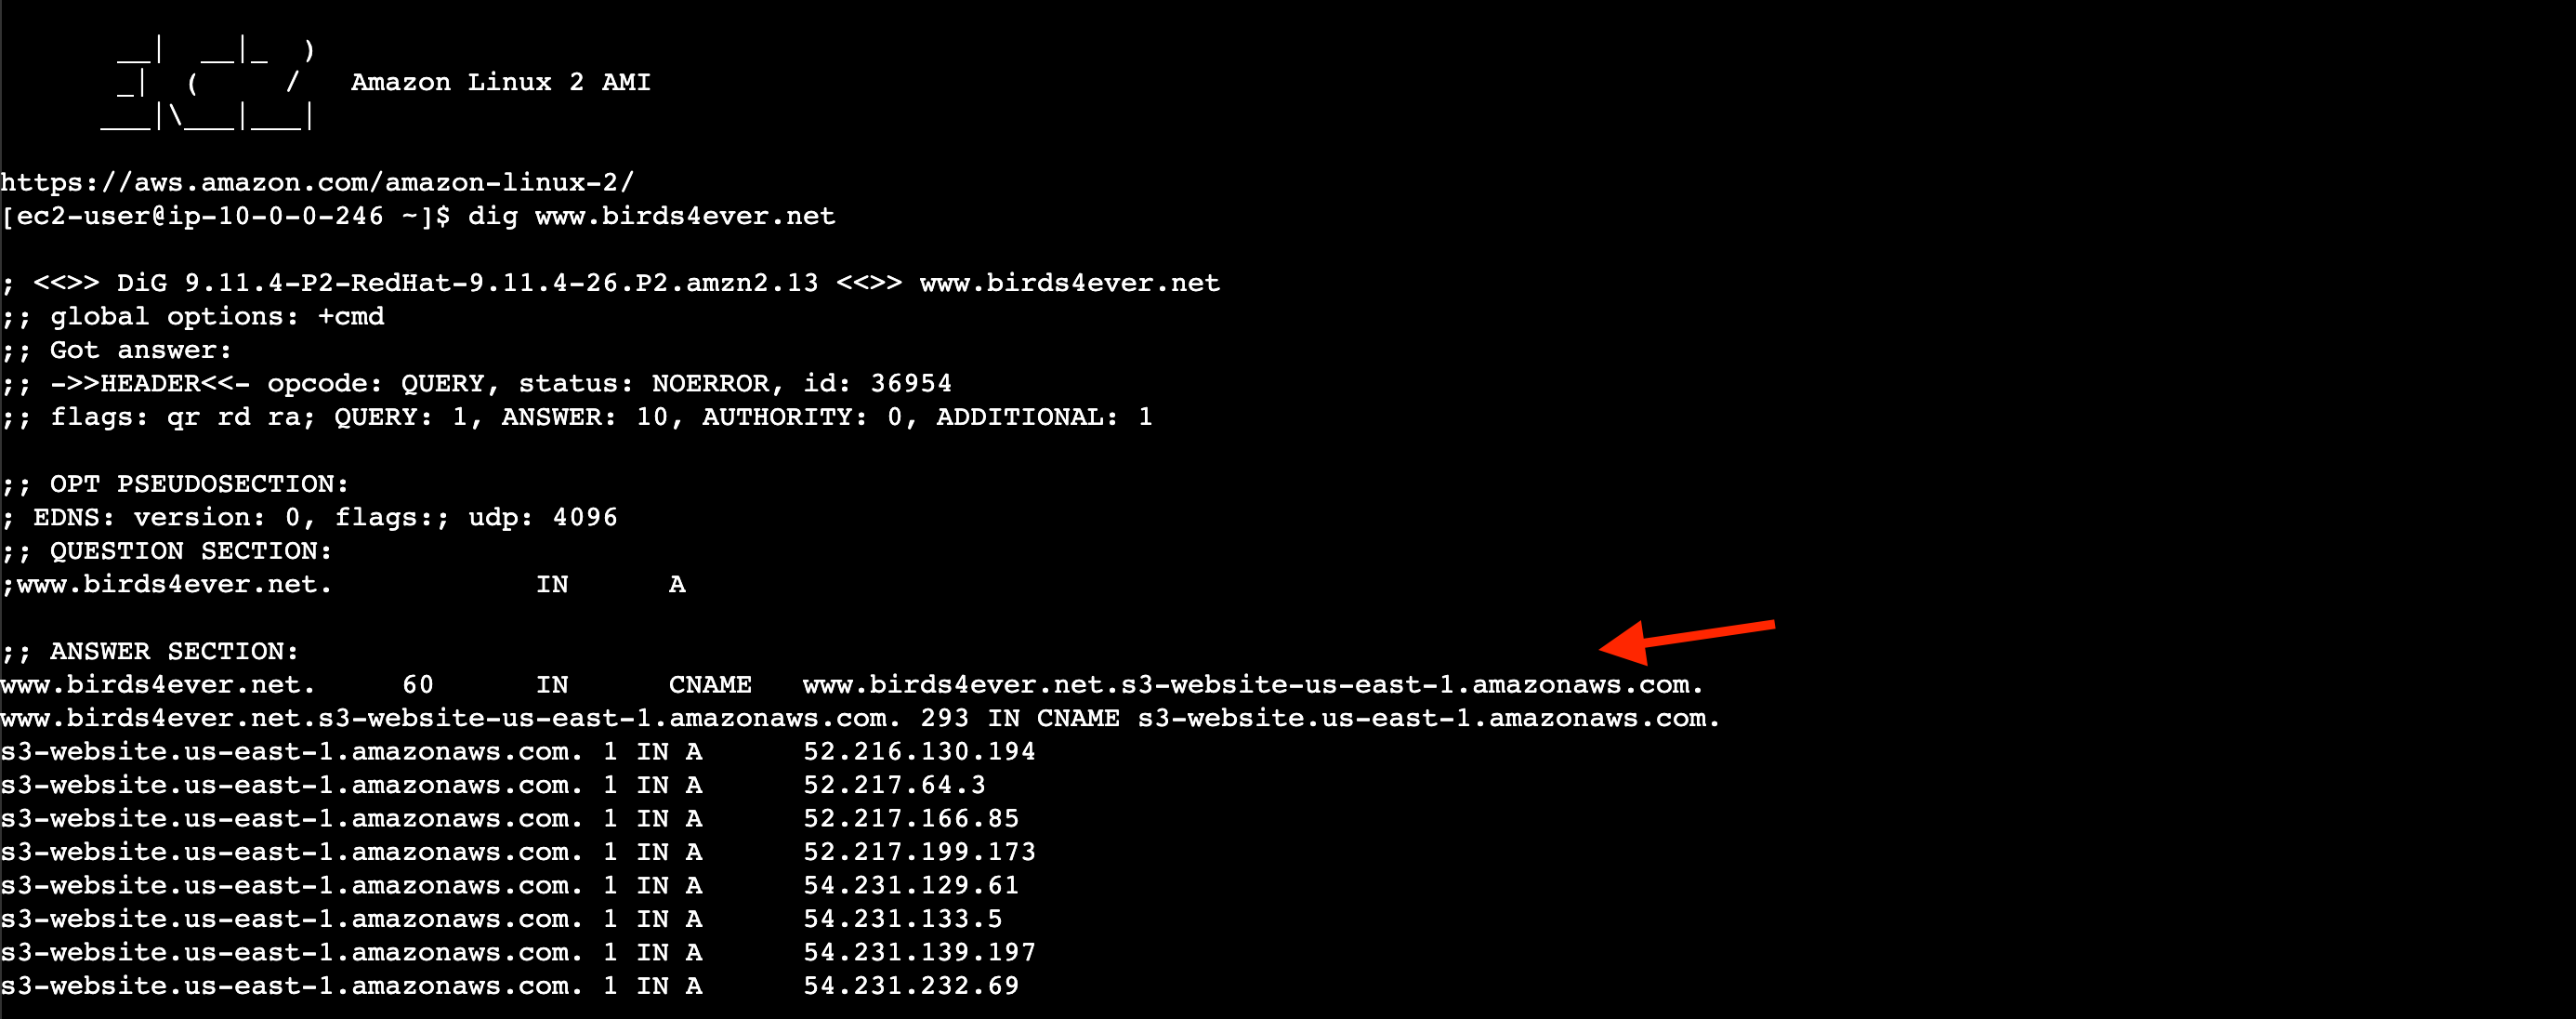 __|  __|_  )
       _|  (     /   Amazon Linux 2 AMI
      ___|\___|___|
https://aws.amazon.com/amazon-linux-2/
[ec2-user@ip-10-0-0-246 ~]$ dig www.birds4ever.net
; <<>> DiG 9.11.4-P2-RedHat-9.11.4-26.P2.amzn2.13 <<>> www.birds4ever.net
;; global options: +cmd
;; Got answer:
;; ->>HEADER<<- opcode: QUERY, status: NOERROR, id: 36954
;; flags: qr rd ra; QUERY: 1, ANSWER: 10, AUTHORITY: 0, ADDITIONAL: 1
;; OPT PSEUDOSECTION:
; EDNS: version: 0, flags:; udp: 4096
;; QUESTION SECTION:
;www.birds4ever.net.            IN      A
;; ANSWER SECTION:
www.birds4ever.net.     60      IN      CNAME   www.birds4ever.net.s3-website-us-east-1.amazonaws.com.
www.birds4ever.net.s3-website-us-east-1.amazonaws.com. 293 IN CNAME s3-website.us-east-1.amazonaws.com.
s3-website.us-east-1.amazonaws.com. 1 IN A      52.216.130.194
s3-website.us-east-1.amazonaws.com. 1 IN A      52.217.64.3
s3-website.us-east-1.amazonaws.com. 1 IN A      52.217.166.85
s3-website.us-east-1.amazonaws.com. 1 IN A      52.217.199.173
s3-website.us-east-1.amazonaws.com. 1 IN A      54.231.129.61
s3-website.us-east-1.amazonaws.com. 1 IN A      54.231.133.5
s3-website.us-east-1.amazonaws.com. 1 IN A      54.231.139.197
s3-website.us-east-1.amazonaws.com. 1 IN A      54.231.232.69